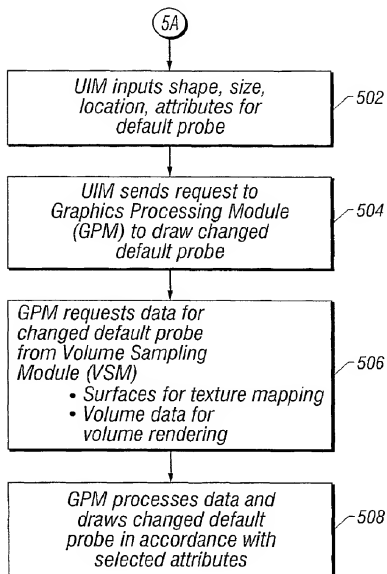 5A
UIM inputs shape, size,
location, attributes for
default probe
502
UIM sends request to
Graphics Processing Module
(GPM) to draw changed
default probe
504
GPM requests data for
changed default probe
from Volume Sampling
Module (VSM)
• Surfaces for texture mapping
• Volume data for
volume rendering
506
GPM processes data and
draws changed default
probe in accordance with
selected attributes
508